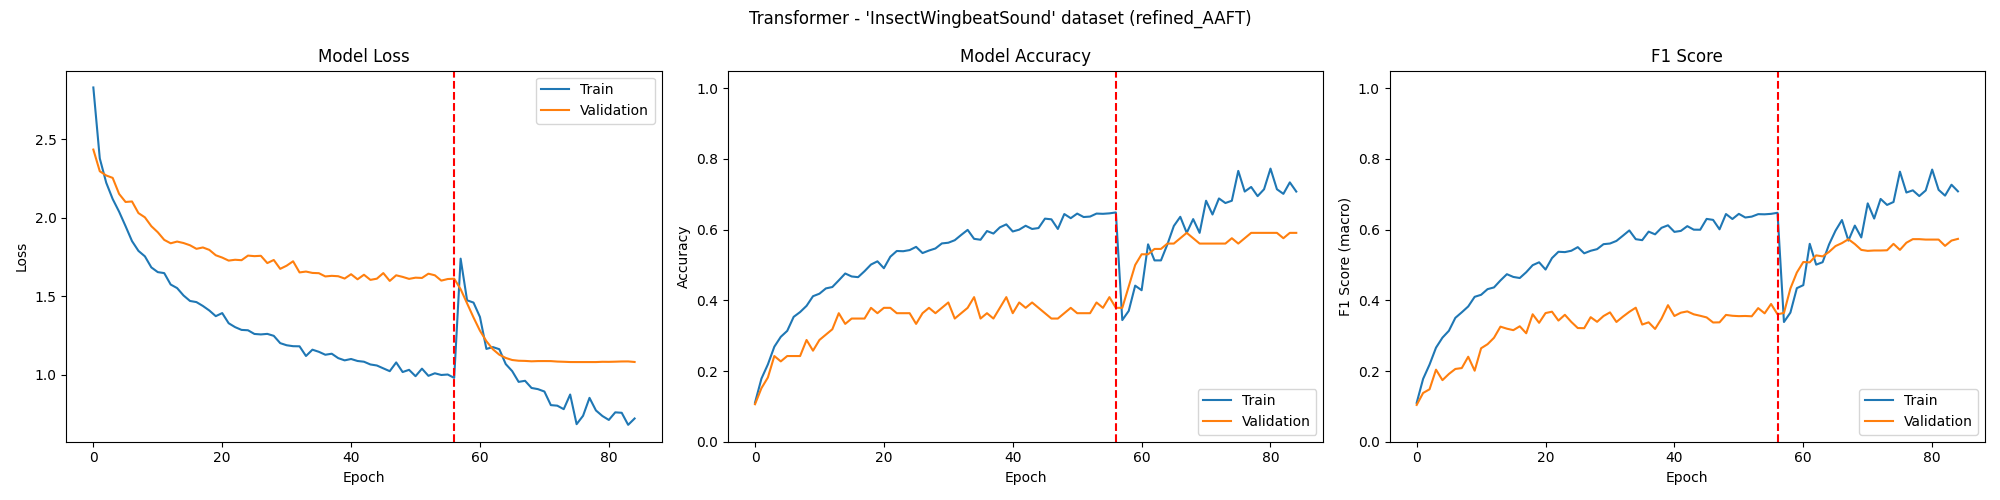 Transformer - 'InsectWingbeatSound' dataset (refined_AAFT)
Model Loss
Loss
2.5
2.0
1.5
1.0
0
20
40
60
80
Epoch
Train
Validation
Model Accuracy
Accuracy
1.0
0.8
0.6
0.4
0.2
0.0
0
20
40
60
80
Epoch
Train
Validation
F1 Score
F1 Score (macro)
1.0
0.8
0.6
0.4
0.2
0.0
0
20
40
60
80
Epoch
Train
Validation